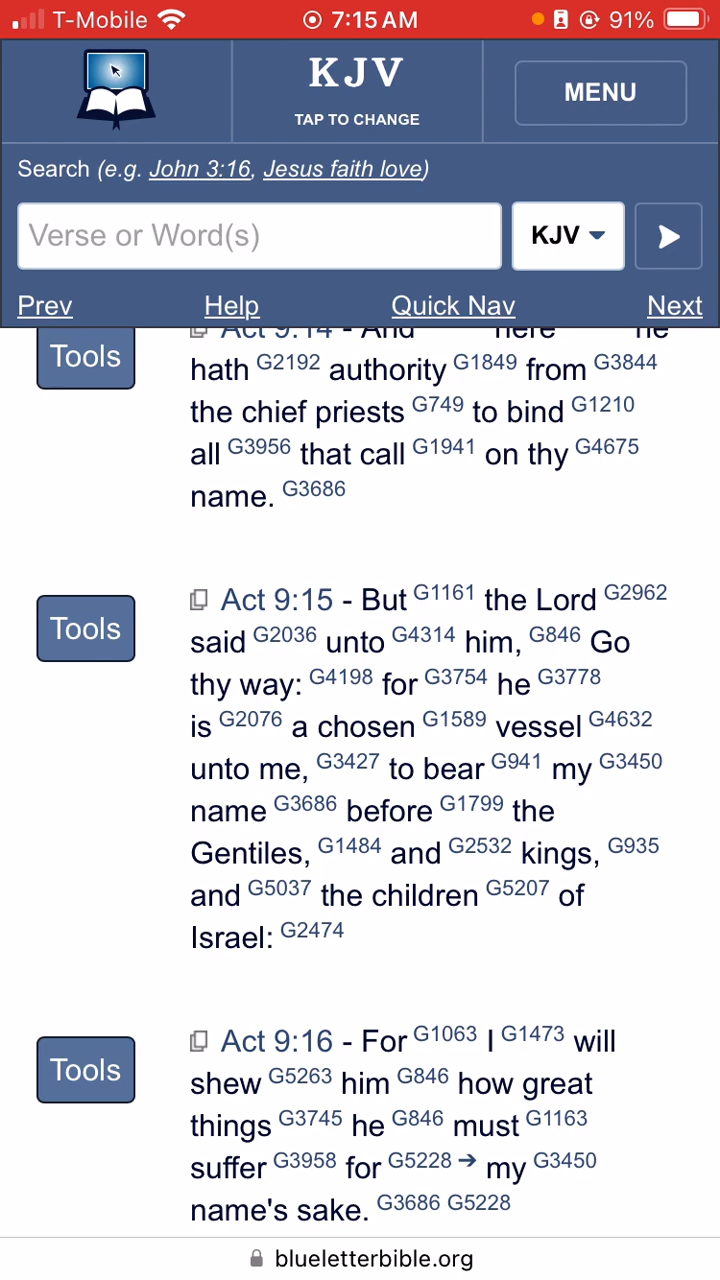 T-Mobile 7:15 AM 91%
KJV
TAP TO CHANGE
MENU
Search (e.g. John 3:16, Jesus faith love)
Verse or Word(s) KJV
Prev Help Quick Nav Next
Tools
Act 9:14 - And here he
hath G2192 authority G1849 from G3844
the chief priests G749 to bind G1210
all G3956 that call G1941 on thy G4675
name. G3686
Tools
Act 9:15 - But G1161 the Lord G2962
said G2036 unto G4314 him, G846 Go
thy way: G4198 for G3754 he G3778
is G2076 a chosen G1589 vessel G4632
unto me, G3427 to bear G941 my G3450
name G3686 before G1799 the
Gentiles, G1484 and G2532 kings, G935
and G5037 the children G5207 of
Israel: G2474
Tools
Act 9:16 - For G1063 I G1473 will
shew G5263 him G846 how great
things G3745 he G846 must G1163
suffer G3958 for G5228 → my G3450
name's sake. G3686 G5228
blueletterbible.org